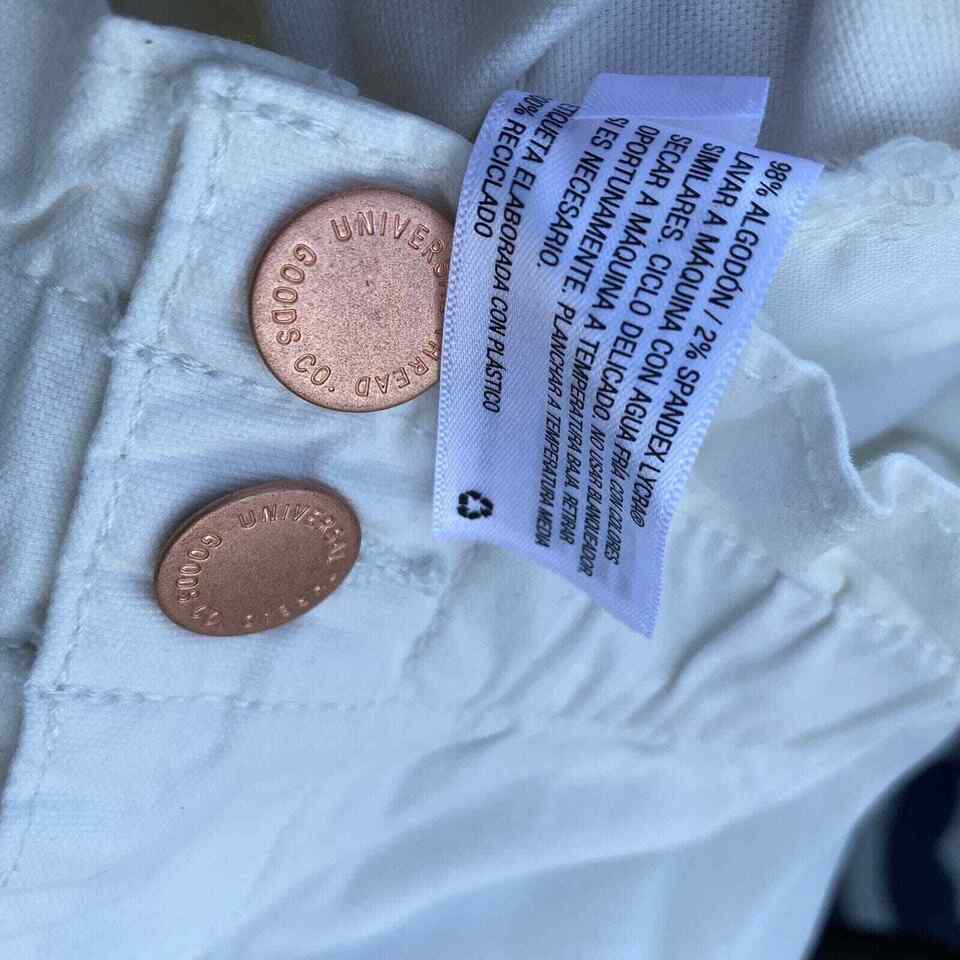 UNIVERSAL THREAD
GOODS CO.
UNIVERSAL THREAD
GOODS CO
98% ALGODÓN / 2% SPANDEX LYCRA®
LAVAR A MÁQUINA CON AGUA FRÍA CON COLORES
SIMILARES. CICLO DELICADO. NO USAR BLANQUEADOR.
SECAR A MÁQUINA A TEMPERATURA BAJA. RETIRAR
OPORTUNAMENTE. PLANCHAR A TEMPERATURA MEDIA
SI ES NECESARIO.
ETIQUETA ELABORADA CON PLÁSTICO
100% RECICLADO